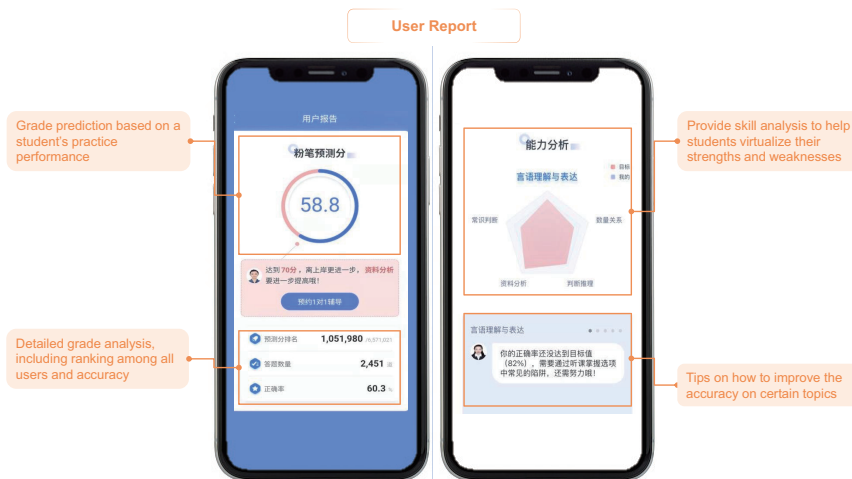 User Report
Grade prediction based on a
student's practice
performance
Detailed grade analysis,
including ranking among all
users and accuracy
用户报告
粉笔预测分
58.8
达到70分，离上岸更进一步，资料分析
要进一步提高哦！
预约1对1辅导
预测分排名
1,051,980
答题数量
2,451
正确率
60.3 %
能力分析
目标
我的
言语理解与表达
常识判断
数量关系
资料分析
判断推理
言语理解与表达
你的正确率还没达到目标值
（82%），需要通过听课掌握选项
中常见的陷阱，还需努力哦！
Provide skill analysis to help
students virtualize their
strengths and weaknesses
Tips on how to improve the
accuracy on certain topics